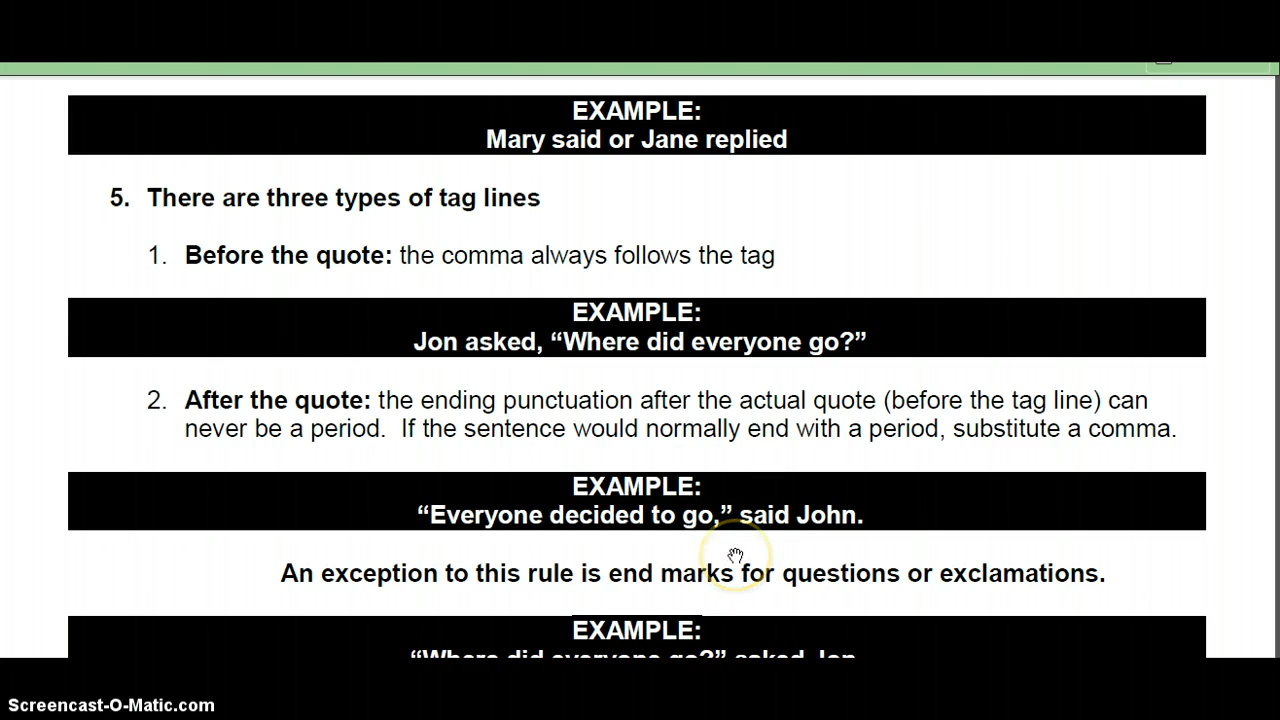 EXAMPLE:
Mary said or Jane replied
5. There are three types of tag lines
1. Before the quote: the comma always follows the tag
EXAMPLE:
Jon asked, “Where did everyone go?”
2. After the quote: the ending punctuation after the actual quote (before the tag line) can
never be a period. If the sentence would normally end with a period, substitute a comma.
EXAMPLE:
“Everyone decided to go,” said John.
An exception to this rule is end marks for questions or exclamations.
EXAMPLE:
“Where did everyone go?” asked Jon
Screencast-O-Matic.com